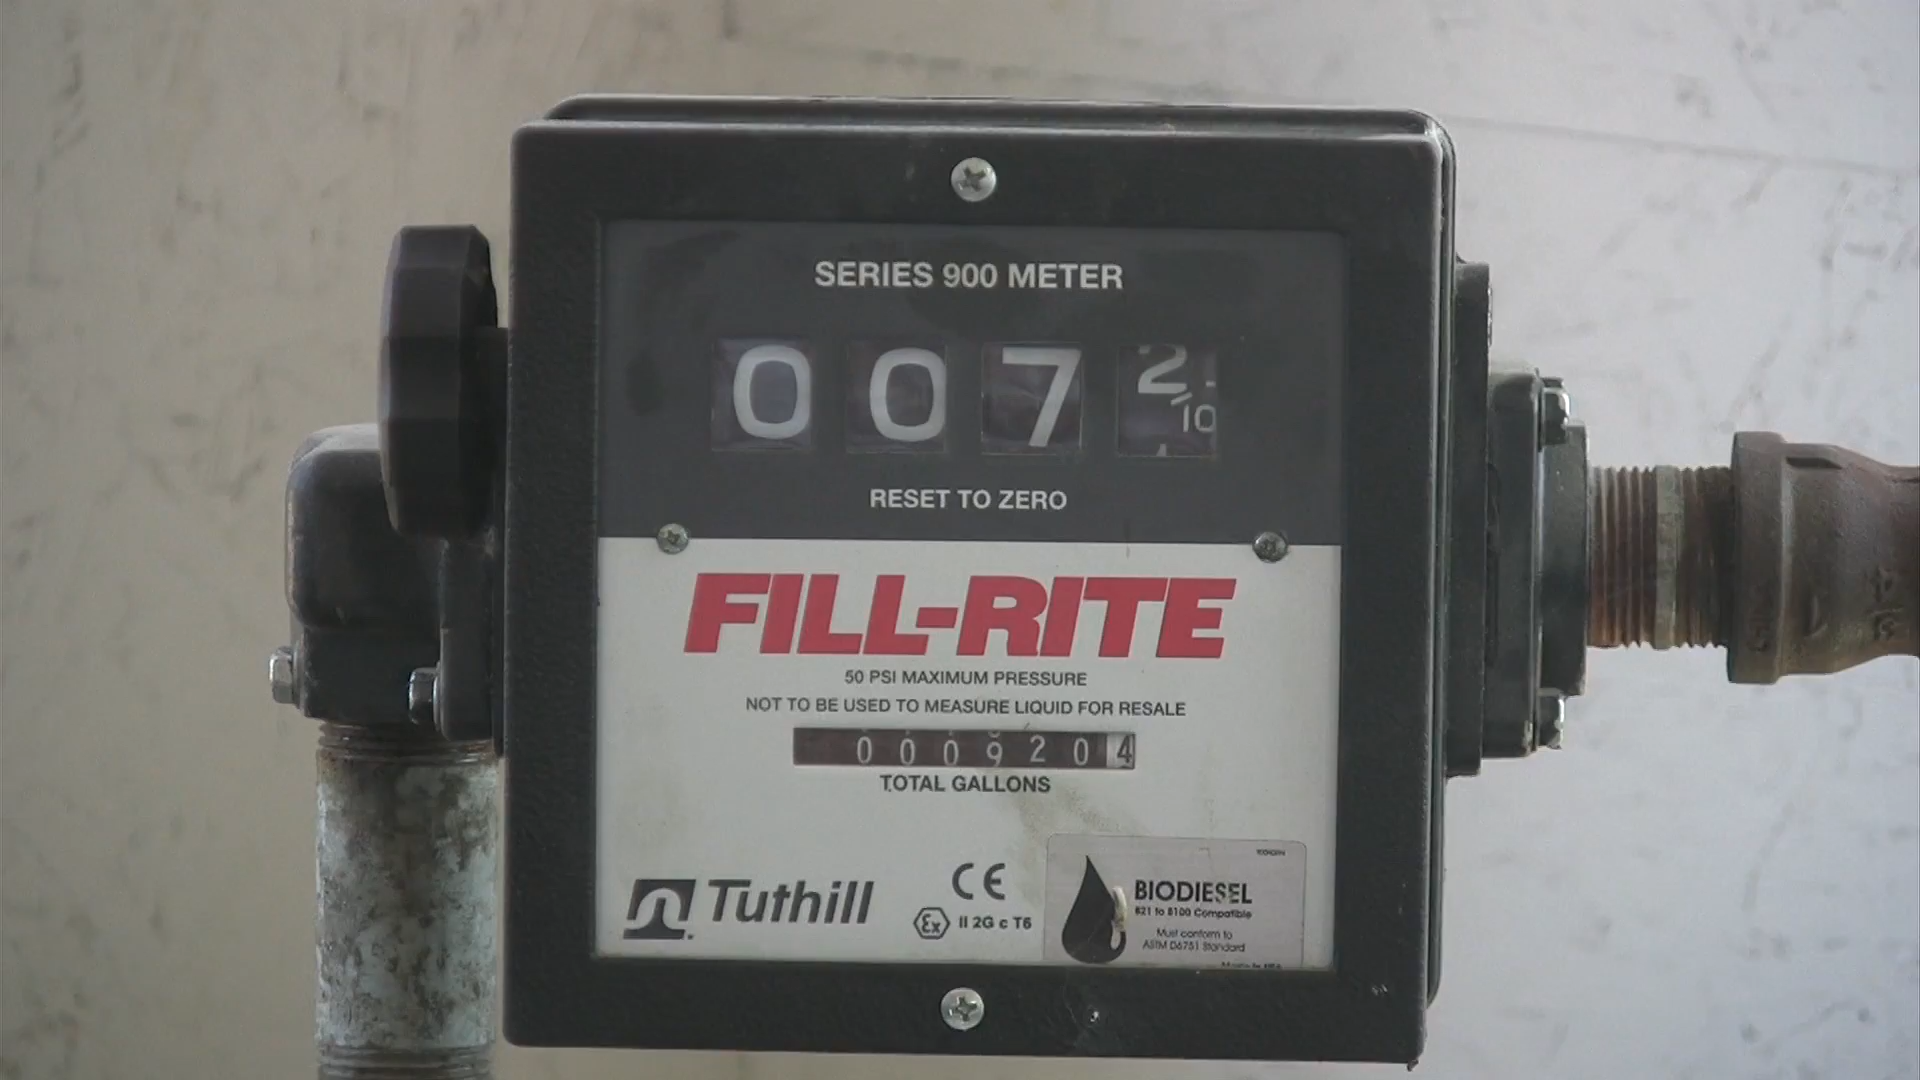 SERIES 900 METER
0 0 7 2/10
RESET TO ZERO
FILL-RITE
50 PSI MAXIMUM PRESSURE
NOT TO BE USED TO MEASURE LIQUID FOR RESALE
0 0 0 9 2 0 4
TOTAL GALLONS
Tuthill
CE
Ex II 2G c T6
BIODIESEL
B21 to B100 Compatible
Must conform to
ASTM D6751 Standard